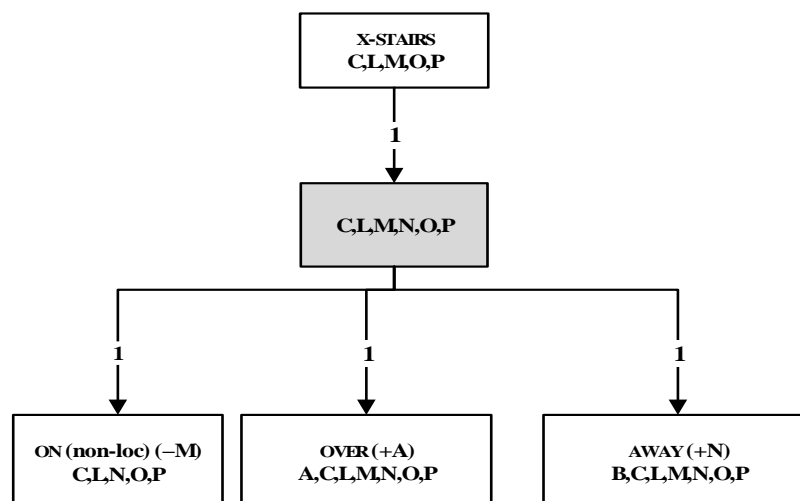 X-STAIRS
C,L,M,O,P
1
C,L,M,N,O,P
1
1
1
ON (non-loc) (–M)
C,L,N,O,P
OVER (+A)
A,C,L,M,N,O,P
AWAY (+N)
B,C,L,M,N,O,P